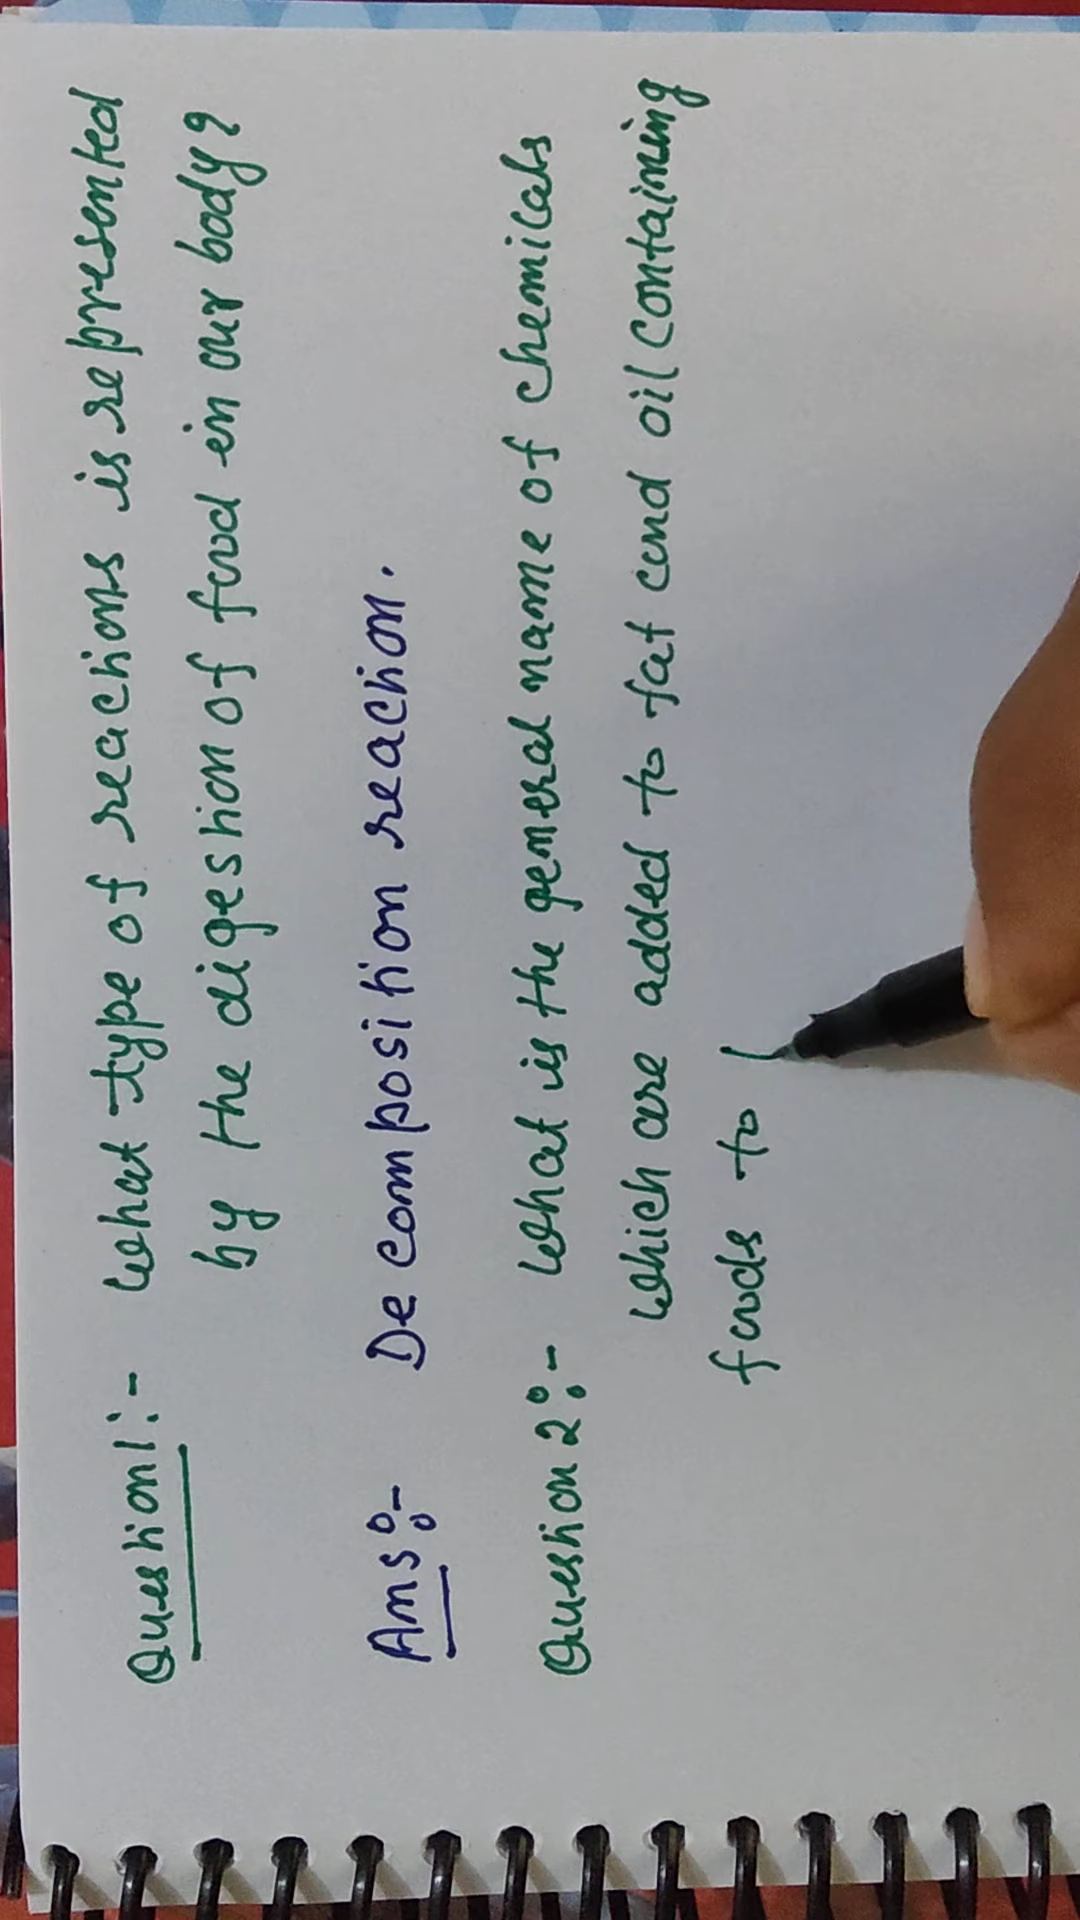 Question 1:- What type of reactions is represented
by the digestion of food in our body?
Ans:- Decomposition reaction.
Question 2:- What is the general name of chemicals
which are added to fat and oil containing
foods to